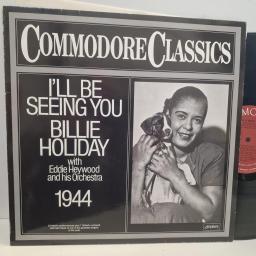 COMMODORE CLASSICS
I'LL BE
SEEING YOU
BILLIE
HOLIDAY
with
Eddie Heywood
and his Orchestra
1944